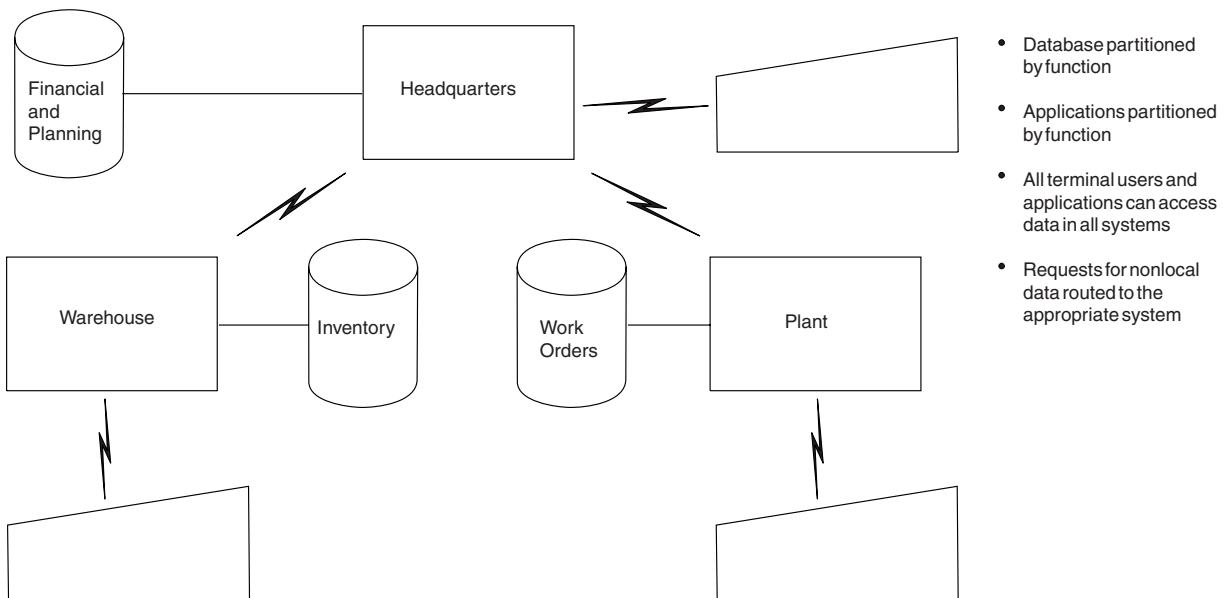 Financial
and
Planning
Headquarters
Warehouse
Inventory
Work
Orders
Plant
• Database partitioned
by function
• Applications partitioned
by function
• All terminal users and
applications can access
data in all systems
• Requests for nonlocal
data routed to the
appropriate system